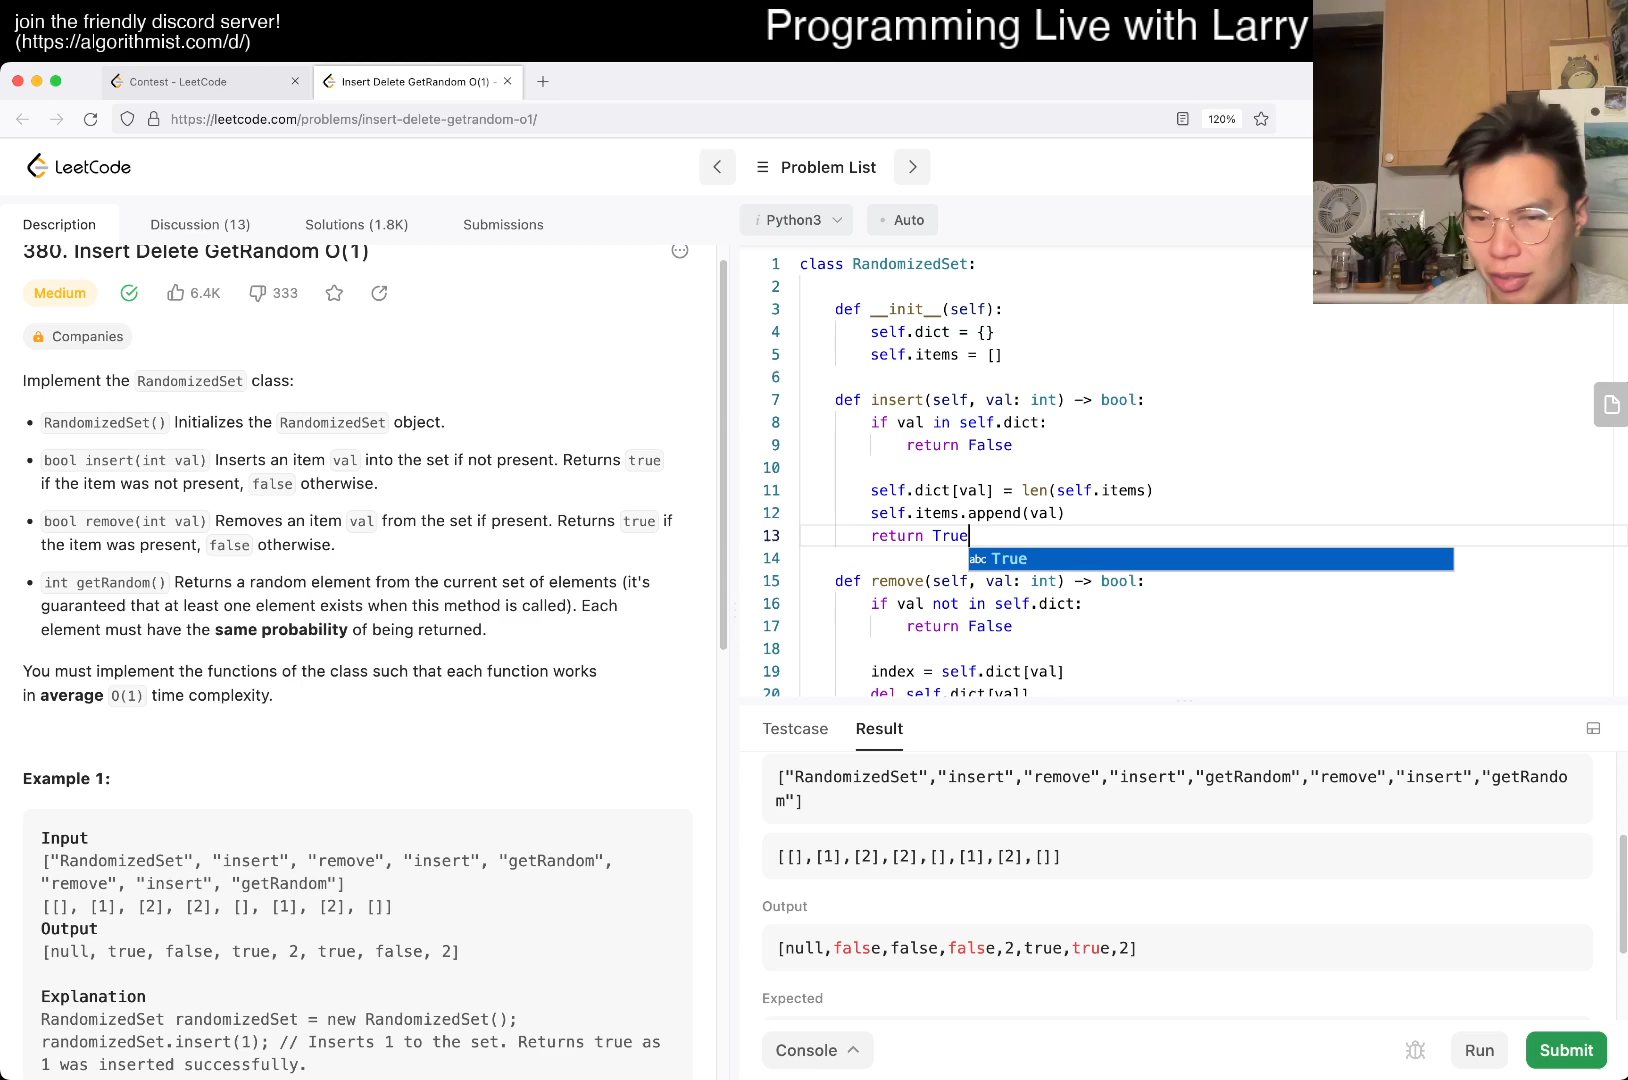 join the friendly discord server!
(https://algorithmist.com/d/)
Programming Live with Larry
Contest - LeetCode
Insert Delete GetRandom O(1) -
https://leetcode.com/problems/insert-delete-getrandom-o1/
120%
LeetCode
Problem List
Description
Discussion (13)
Solutions (1.8K)
Submissions
i Python3
Auto
380. Insert Delete GetRandom O(1)
Medium
6.4K
333
Companies
Implement the RandomizedSet class:
• RandomizedSet() Initializes the RandomizedSet object.
• bool insert(int val) Inserts an item val into the set if not present. Returns true
if the item was not present, false otherwise.
• bool remove(int val) Removes an item val from the set if present. Returns true if
the item was present, false otherwise.
• int getRandom() Returns a random element from the current set of elements (it's
guaranteed that at least one element exists when this method is called). Each
element must have the same probability of being returned.
You must implement the functions of the class such that each function works
in average O(1) time complexity.
Example 1:
Input
["RandomizedSet", "insert", "remove", "insert", "getRandom",
"remove", "insert", "getRandom"]
[[], [1], [2], [2], [], [1], [2], []]
Output
[null, true, false, true, 2, true, false, 2]
Explanation
RandomizedSet randomizedSet = new RandomizedSet();
randomizedSet.insert(1); // Inserts 1 to the set. Returns true as
1 was inserted successfully.
1 class RandomizedSet:
2
3 def __init__(self):
4 self.dict = {}
5 self.items = []
6
7 def insert(self, val: int) -> bool:
8 if val in self.dict:
9 return False
10
11 self.dict[val] = len(self.items)
12 self.items.append(val)
13 return True
14
abc True
15 def remove(self, val: int) -> bool:
16 if val not in self.dict:
17 return False
18
19 index = self.dict[val]
20 del self.dict[val]
Testcase
Result
["RandomizedSet","insert","remove","insert","getRandom","remove","insert","getRando
m"]
[[],[1],[2],[2],[],[1],[2],[]]
Output
[null,false,false,false,2,true,true,2]
Expected
Console
Run
Submit